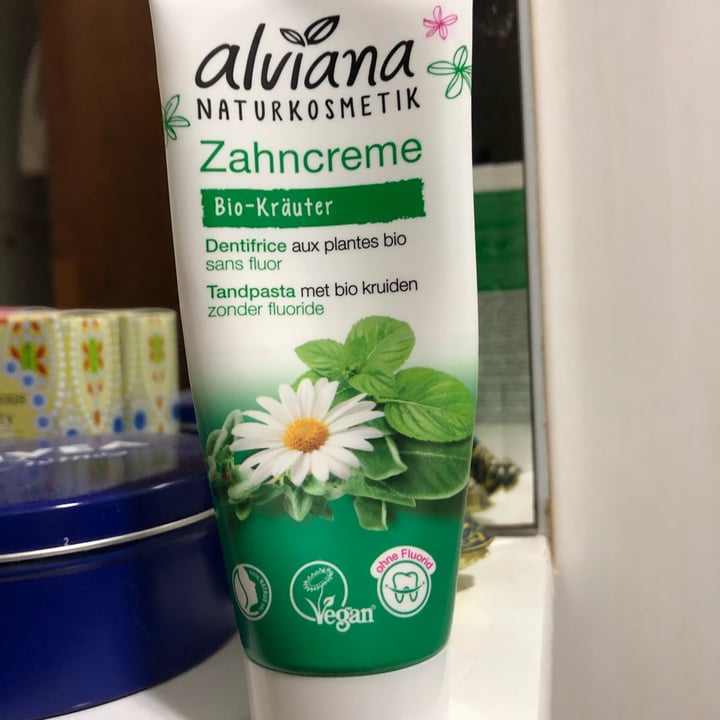 alviana
NATURKOSMETIK
Zahncreme
Bio-Kräuter
Dentifrice aux plantes bio
sans fluor
Tandpasta met bio kruiden
zonder fluoride
ohne Fluorid
Vegan